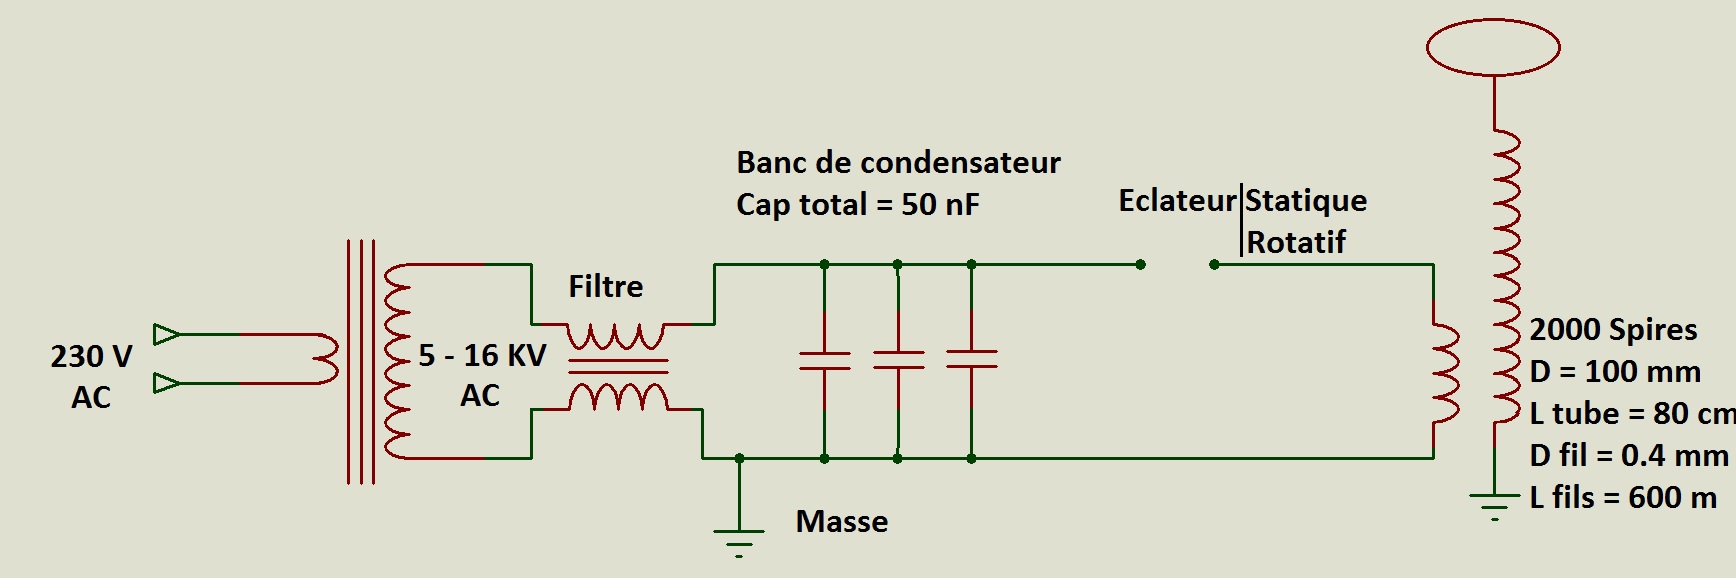 230 V
AC
5 - 16 KV
AC
Filtre
Banc de condensateur
Cap total = 50 nF
Masse
Eclateur Statique
Rotatif
2000 Spires
D = 100 mm
L tube = 80 cm
D fil = 0.4 mm
L fils = 600 m